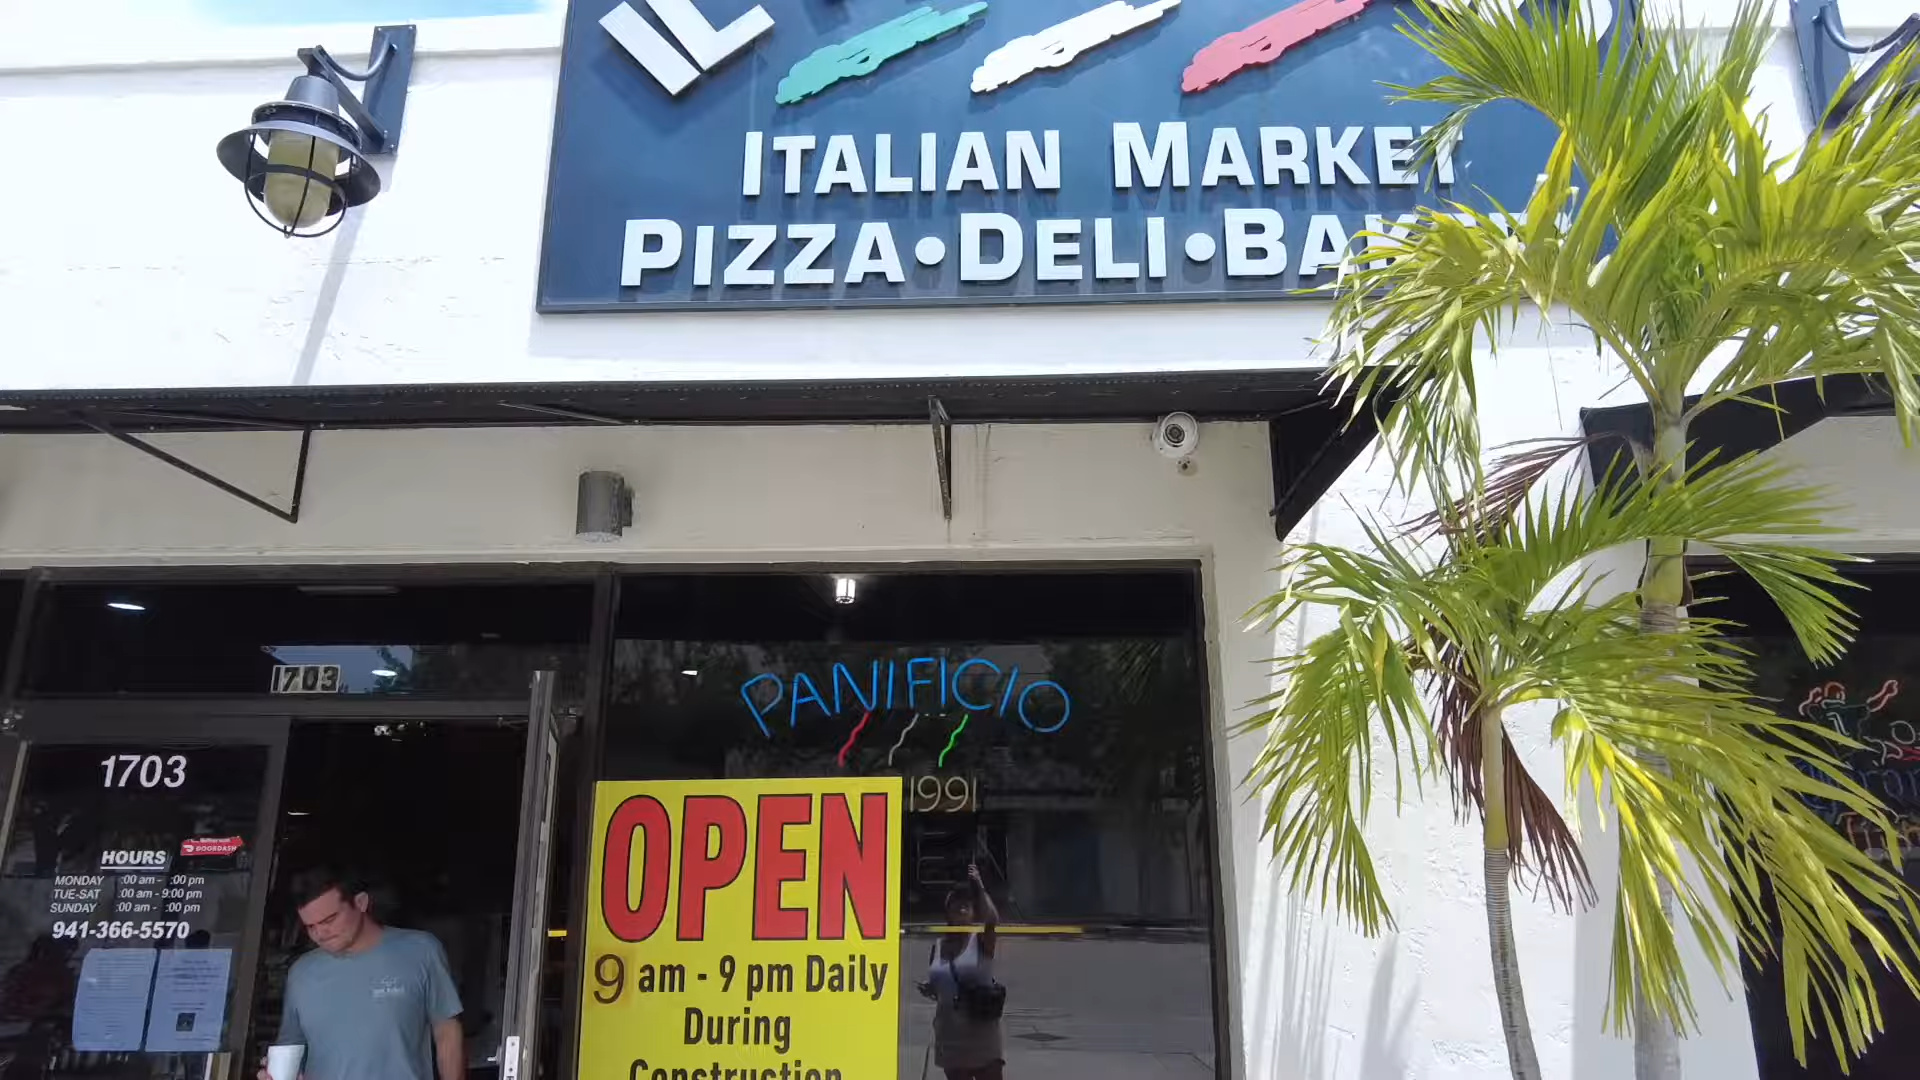 IL
ITALIAN MARKET
PIZZA•DELI•BAKERY
1703
PANIFICIO
1991
1703
DOORDASH
HOURS
MONDAY :00 am - :00 pm
TUE-SAT :00 am - 9:00 pm
SUNDAY :00 am - :00 pm
941-366-5570
OPEN
9 am - 9 pm Daily
During
Construction